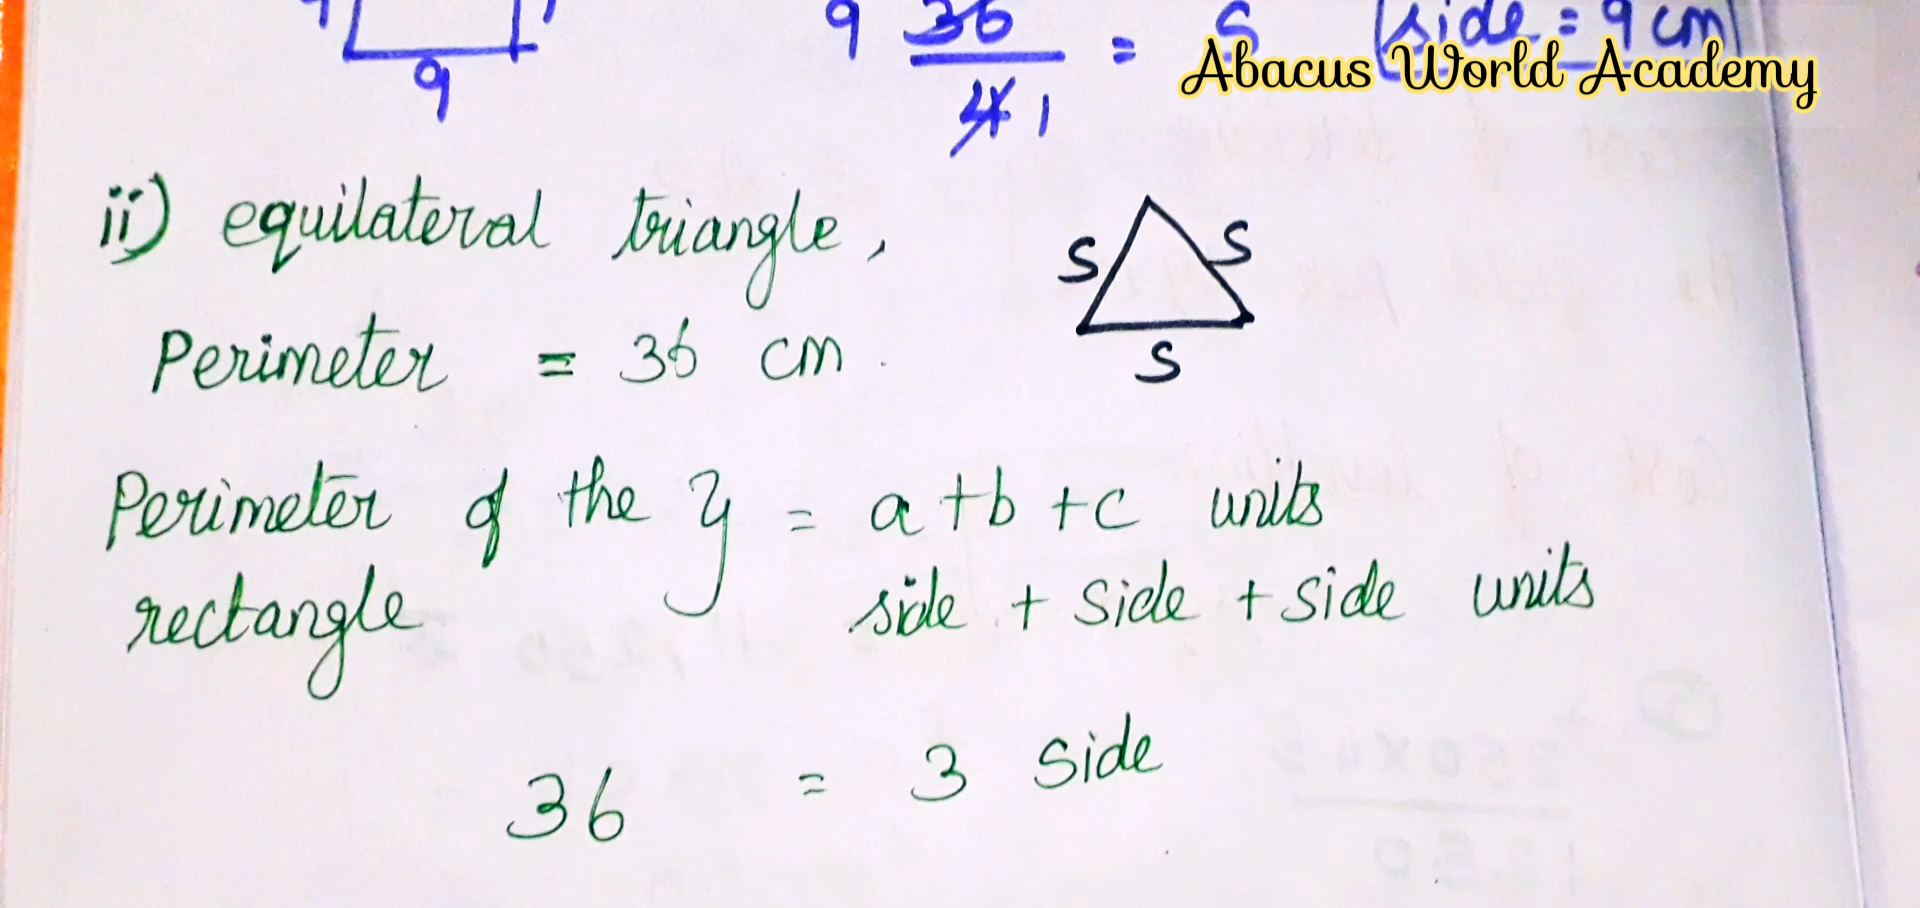 9 36 = S (side = 9 cm)
9
4 1
Abacus World Academy
ii) equilateral triangle,
S S
S
Perimeter = 36 cm
Perimeter of the } = a + b + c units
rectangle side + side + side units
36 = 3 side